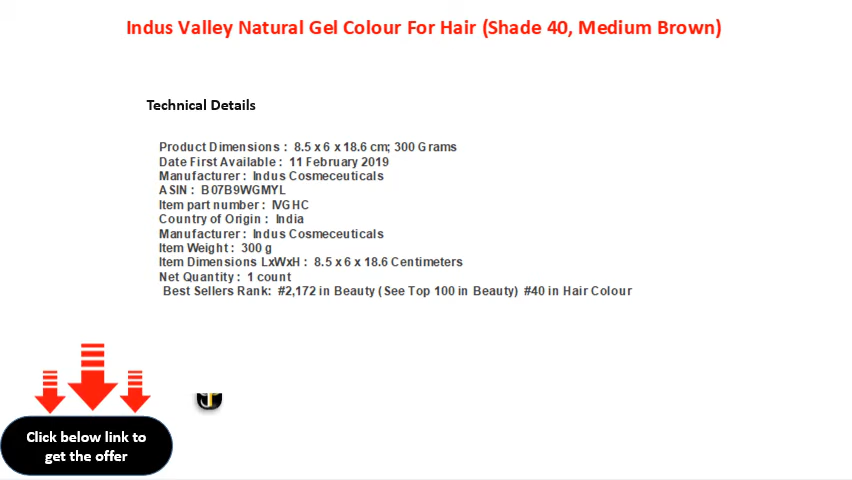 Indus Valley Natural Gel Colour For Hair (Shade 40, Medium Brown)
Technical Details
Product Dimensions : 8.5 x 6 x 18.6 cm; 300 Grams
Date First Available : 11 February 2019
Manufacturer : Indus Cosmeceuticals
ASIN : B07B9WGMYL
Item part number : IVGHC
Country of Origin : India
Manufacturer : Indus Cosmeceuticals
Item Weight : 300 g
Item Dimensions LxWxH : 8.5 x 6 x 18.6 Centimeters
Net Quantity : 1 count
Best Sellers Rank: #2,172 in Beauty (See Top 100 in Beauty) #40 in Hair Colour
Click below link to
get the offer